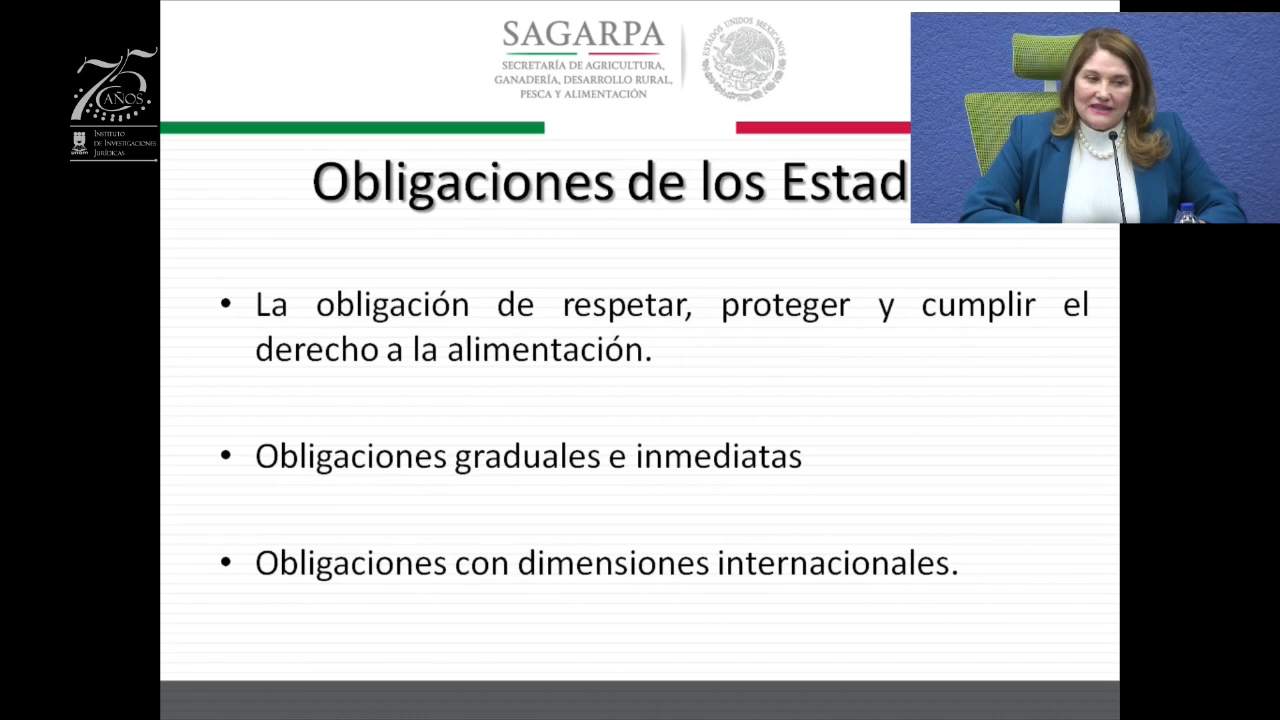 75
AÑOS
INSTITUTO
DE INVESTIGACIONES
JURÍDICAS
UNAM
SAGARPA
SECRETARÍA DE AGRICULTURA,
GANADERÍA, DESARROLLO RURAL,
PESCA Y ALIMENTACIÓN
ESTADOS UNIDOS MEXICANOS
Obligaciones de los Estad
• La obligación de respetar, proteger y cumplir el
derecho a la alimentación.
• Obligaciones graduales e inmediatas
• Obligaciones con dimensiones internacionales.